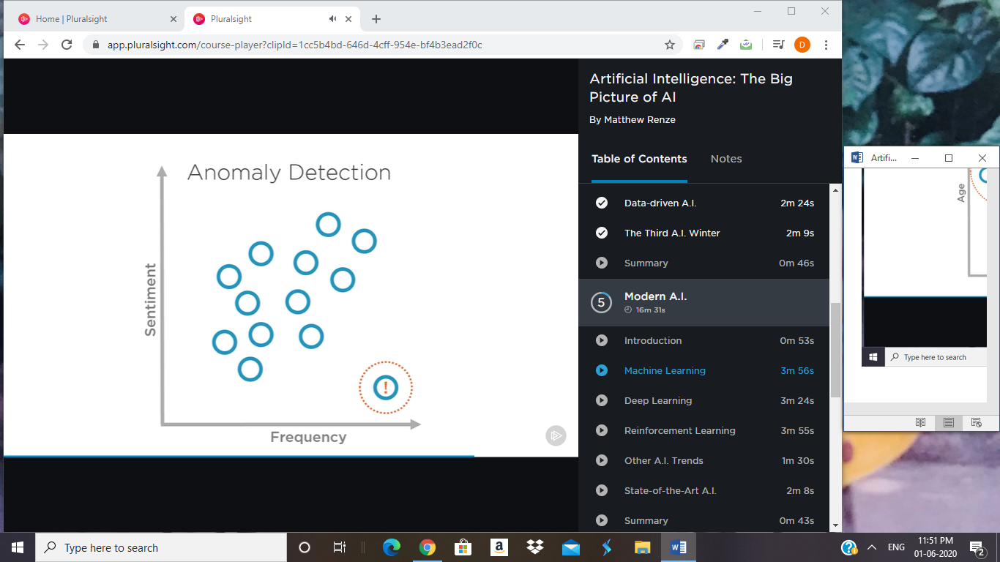 Home | Pluralsight
Pluralsight
app.pluralsight.com/course-player?clipId=1cc5b4bd-646d-4cff-954e-bf4b3ead2f0c
D
Anomaly Detection
Sentiment
!
Frequency
Artificial Intelligence: The Big
Picture of AI
By Matthew Renze
Table of Contents Notes
Data-driven A.I. 2m 24s
The Third A.I. Winter 2m 9s
Summary 0m 46s
5 Modern A.I.
16m 31s
Introduction 0m 53s
Machine Learning 3m 56s
Deep Learning 3m 24s
Reinforcement Learning 3m 55s
Other A.I. Trends 1m 30s
State-of-the-Art A.I. 2m 8s
Summary 0m 43s
Artifi...
Age
Type here to search
Type here to search
a
ENG
11:51 PM
01-06-2020
2